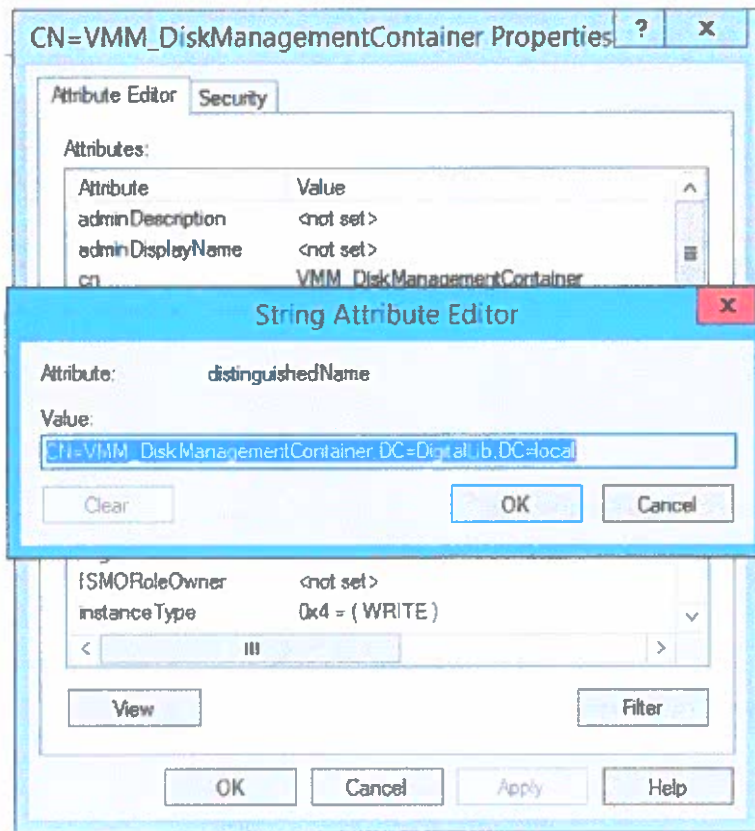 CN=VMM_DiskManagementContainer Properties ? x
Attribute Editor Security
Attributes:
Attribute Value
adminDescription <not set>
adminDisplayName <not set>
cn VMM_DiskManagementContainer
String Attribute Editor x
Attribute: distinguishedName
Value:
CN=VMM_DiskManagementContainer,DC=DigitalUb,DC=local
Clear OK Cancel
fSMORoleOwner <not set>
instanceType 0x4 = ( WRITE )
View Filter
OK Cancel Apply Help